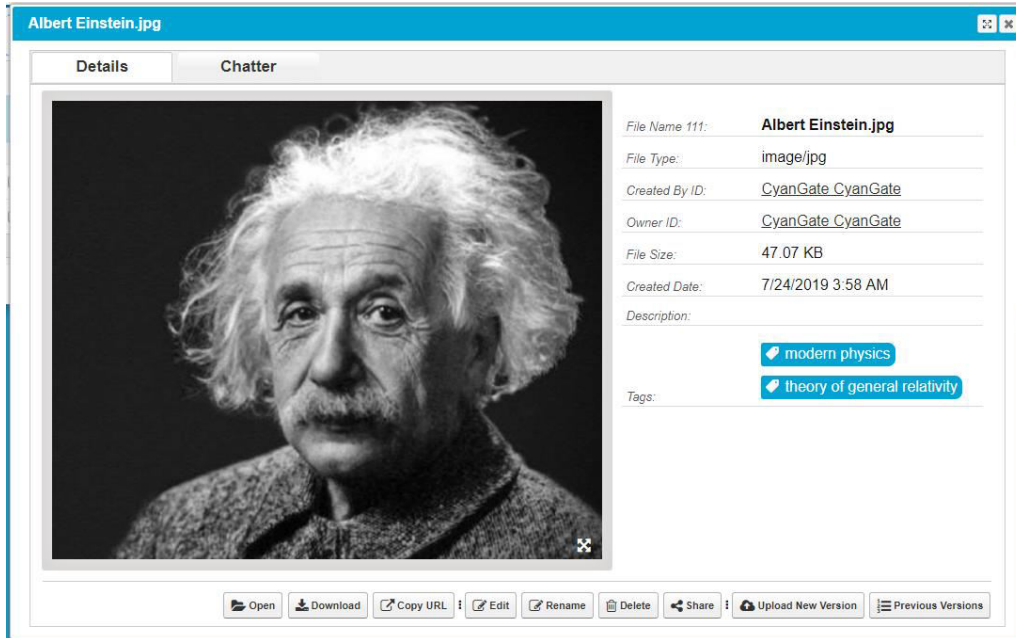 Albert Einstein.jpg
Details Chatter
File Name 111: Albert Einstein.jpg
File Type: image/jpg
Created By ID: CyanGate CyanGate
Owner ID: CyanGate CyanGate
File Size: 47.07 KB
Created Date: 7/24/2019 3:58 AM
Description:
modern physics
theory of general relativity
Tags:
Open Download Copy URL Edit Rename Delete Share Upload New Version Previous Versions